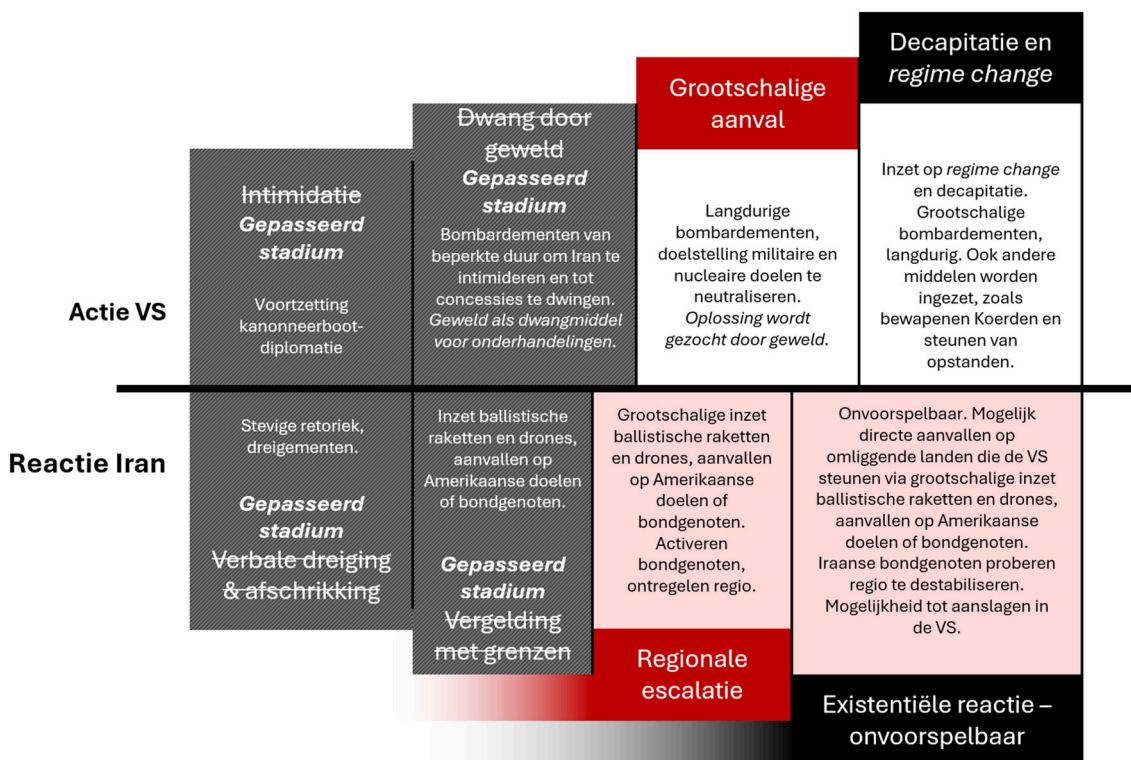 Decapitatie en
regime change
Grootschalige
aanval
Dwang door
geweld
Gepasseerd
stadium
Intimidatie
Gepasseerd
stadium
Voortzetting
kanonneerboot-
diplomatie
Bombardementen van
beperkte duur om Iran te
intimideren en tot
concessies te dwingen.
Geweld als dwangmiddel
voor onderhandelingen.
Langdurige
bombardementen,
doelstelling militaire en
nucleaire doelen te
neutraliseren.
Oplossing wordt
gezocht door geweld.
Inzet op regime change
en decapitatie.
Grootschalige
bombardementen,
langdurig. Ook andere
middelen worden
ingezet, zoals
bewapenen Koerden en
steunen van
opstanden.
Actie VS
Reactie Iran
Stevige retoriek,
dreigementen.
Gepasseerd
stadium
Verbale dreiging
& afschrikking
Inzet ballistische
raketten en drones,
aanvallen op
Amerikaanse doelen
of bondgenoten.
Gepasseerd
stadium
Vergelding
met grenzen
Grootschalige inzet
ballistische raketten
en drones, aanvallen
op Amerikaanse
doelen of
bondgenoten.
Activeren
bondgenoten,
ontregelen regio.
Regionale
escalatie
Onvoorspelbaar. Mogelijk
directe aanvallen op
omliggende landen die de VS
steunen via grootschalige inzet
ballistische raketten en drones,
aanvallen op Amerikaanse
doelen of bondgenoten.
Iraanse bondgenoten proberen
regio te destabiliseren.
Mogelijkheid tot aanslagen in
de VS.
Existentiële reactie –
onvoorspelbaar